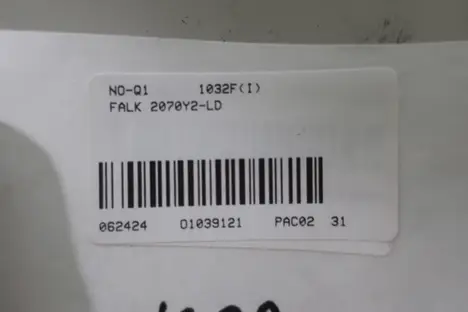 NO-Q1 1032F(I)
FALK 2070Y2-LD
062424 01039121 PAC02 31